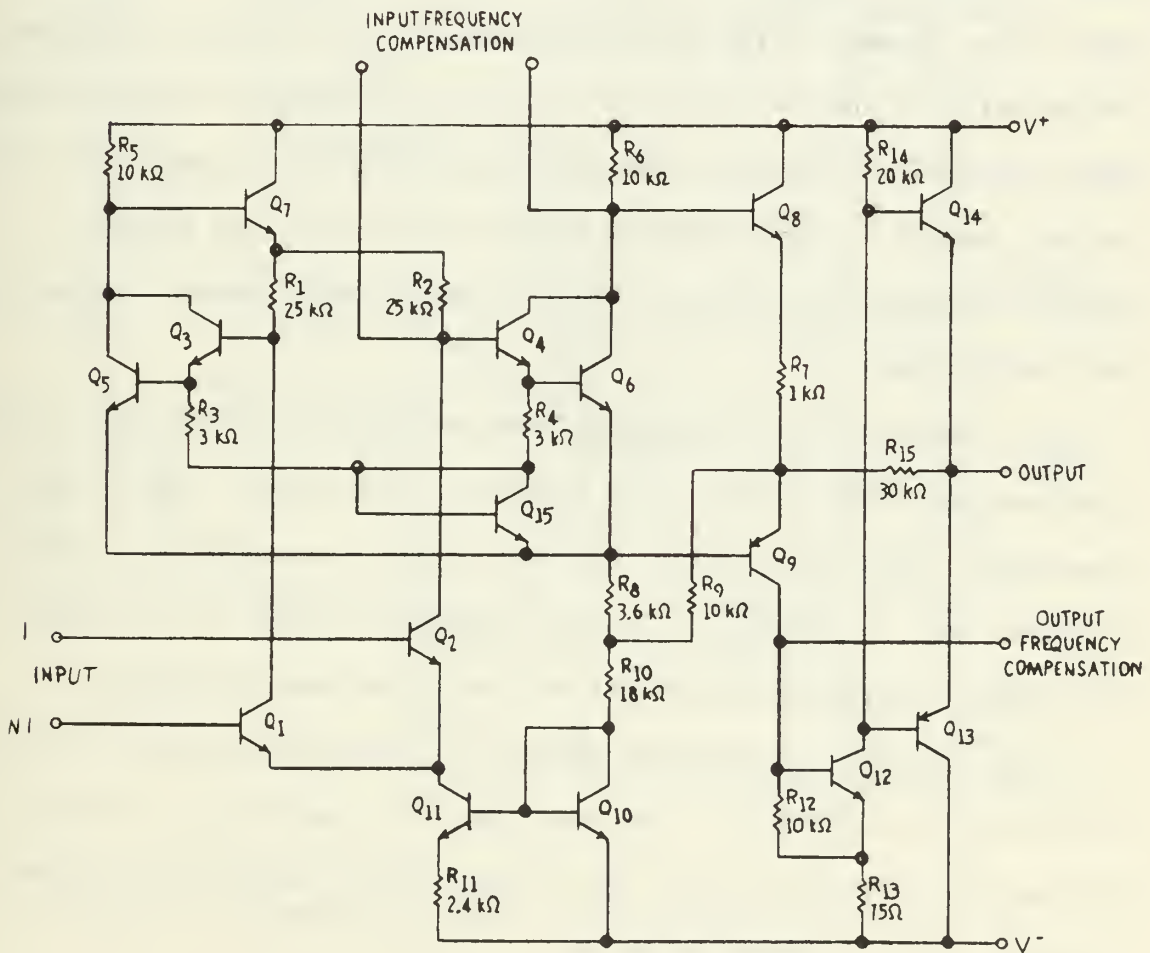 INPUT FREQUENCY
COMPENSATION
V+
R5
10 kΩ
Q7
R6
10 kΩ
Q8
R14
20 kΩ
Q14
R1
25 kΩ
R2
25 kΩ
Q3
Q4
Q5
Q6
R3
3 kΩ
R4
3 kΩ
R7
1 kΩ
R15
30 kΩ
OUTPUT
Q15
Q9
R8
3.6 kΩ
R9
10 kΩ
I
INPUT
NI
Q2
Q1
R10
18 kΩ
OUTPUT
FREQUENCY
COMPENSATION
Q13
Q12
Q11
Q10
R12
10 kΩ
R11
2.4 kΩ
R13
75Ω
V-